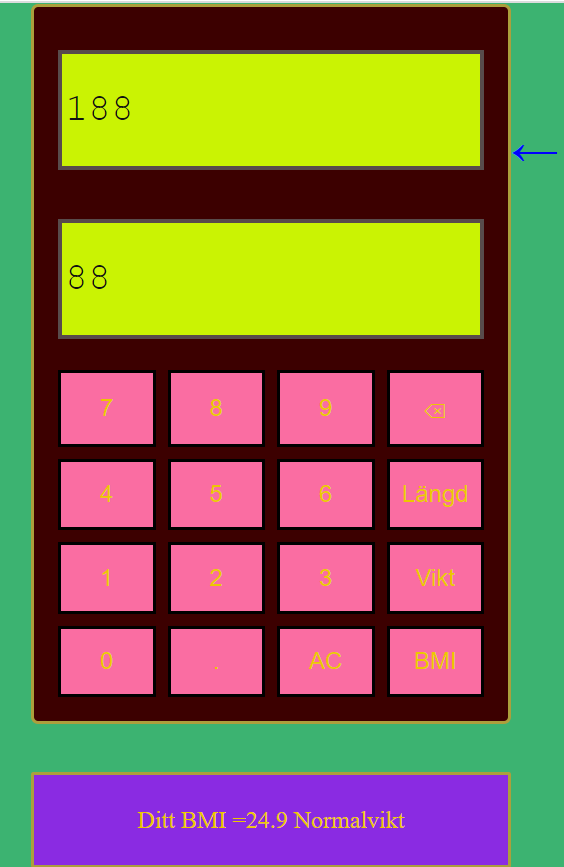 188
88
7 8 9 ⌫
4 5 6 Längd
1 2 3 Vikt
0 . AC BMI
Ditt BMI =24.9 Normalvikt